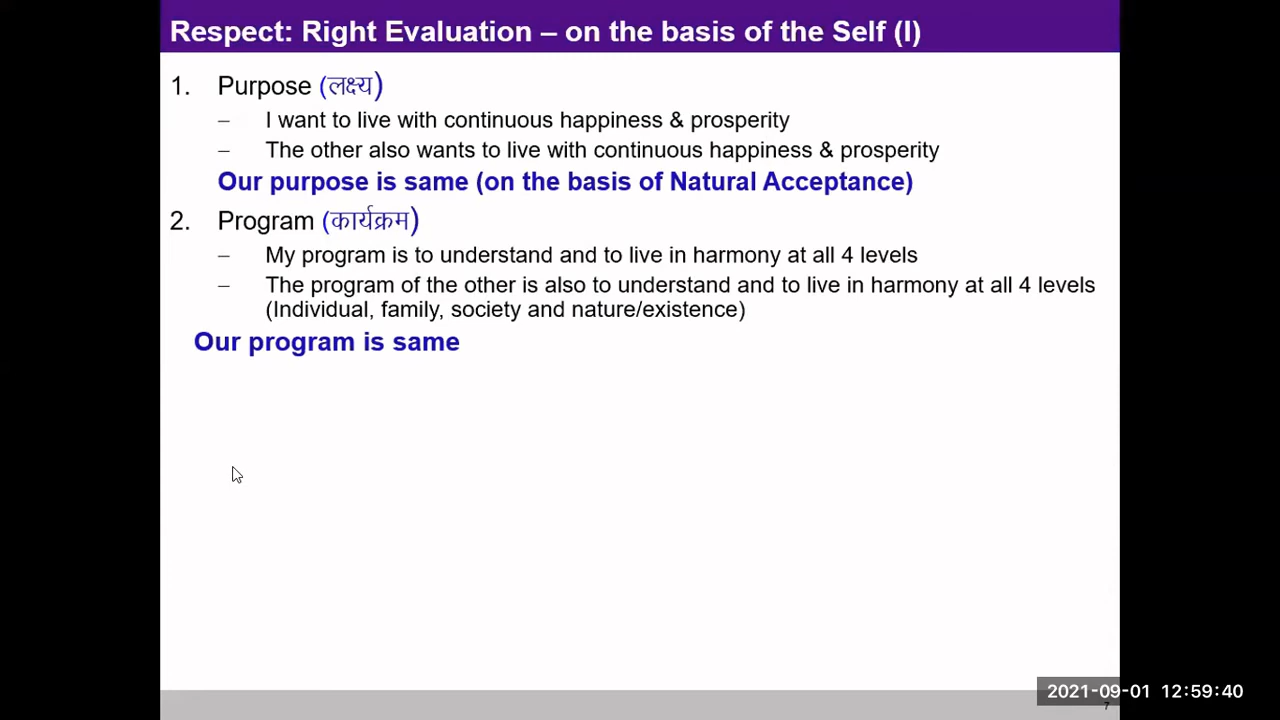 Respect: Right Evaluation – on the basis of the Self (I)
1. Purpose (लक्ष्य)
– I want to live with continuous happiness & prosperity
– The other also wants to live with continuous happiness & prosperity
Our purpose is same (on the basis of Natural Acceptance)
2. Program (कार्यक्रम)
– My program is to understand and to live in harmony at all 4 levels
– The program of the other is also to understand and to live in harmony at all 4 levels
(Individual, family, society and nature/existence)
Our program is same
2021-09-01 12:59:40
7